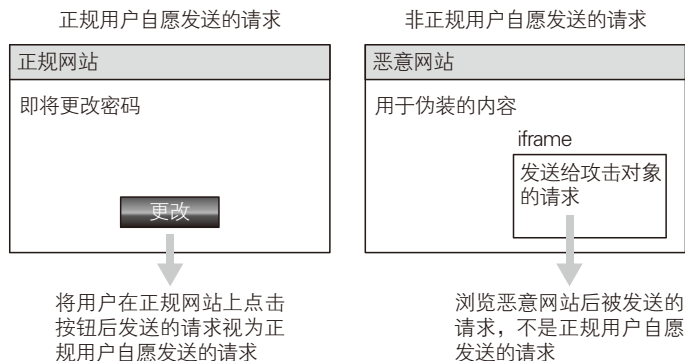 正规用户自愿发送的请求
正规网站
即将更改密码
更改
将用户在正规网站上点击
按钮后发送的请求视为正
规用户自愿发送的请求
非正规用户自愿发送的请求
恶意网站
用于伪装的内容
iframe
发送给攻击对象
的请求
浏览恶意网站后被发送的
请求，不是正规用户自愿
发送的请求